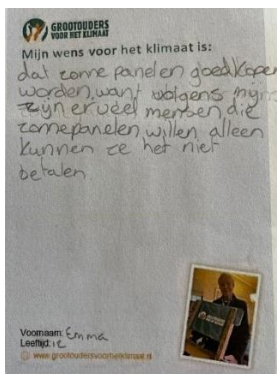 GROOTOUDERS
VOOR HET KLIMAAT
Mijn wens voor het klimaat is:
dat zonne panelen goedkoper
worden, want volgens mijn
zijn er veel mensen die
zonnepanelen willen alleen
kunnen ze het niet
betalen.
Voornaam: Emma
Leeftijd: 12
www.grootoudersvoorhetklimaat.nl